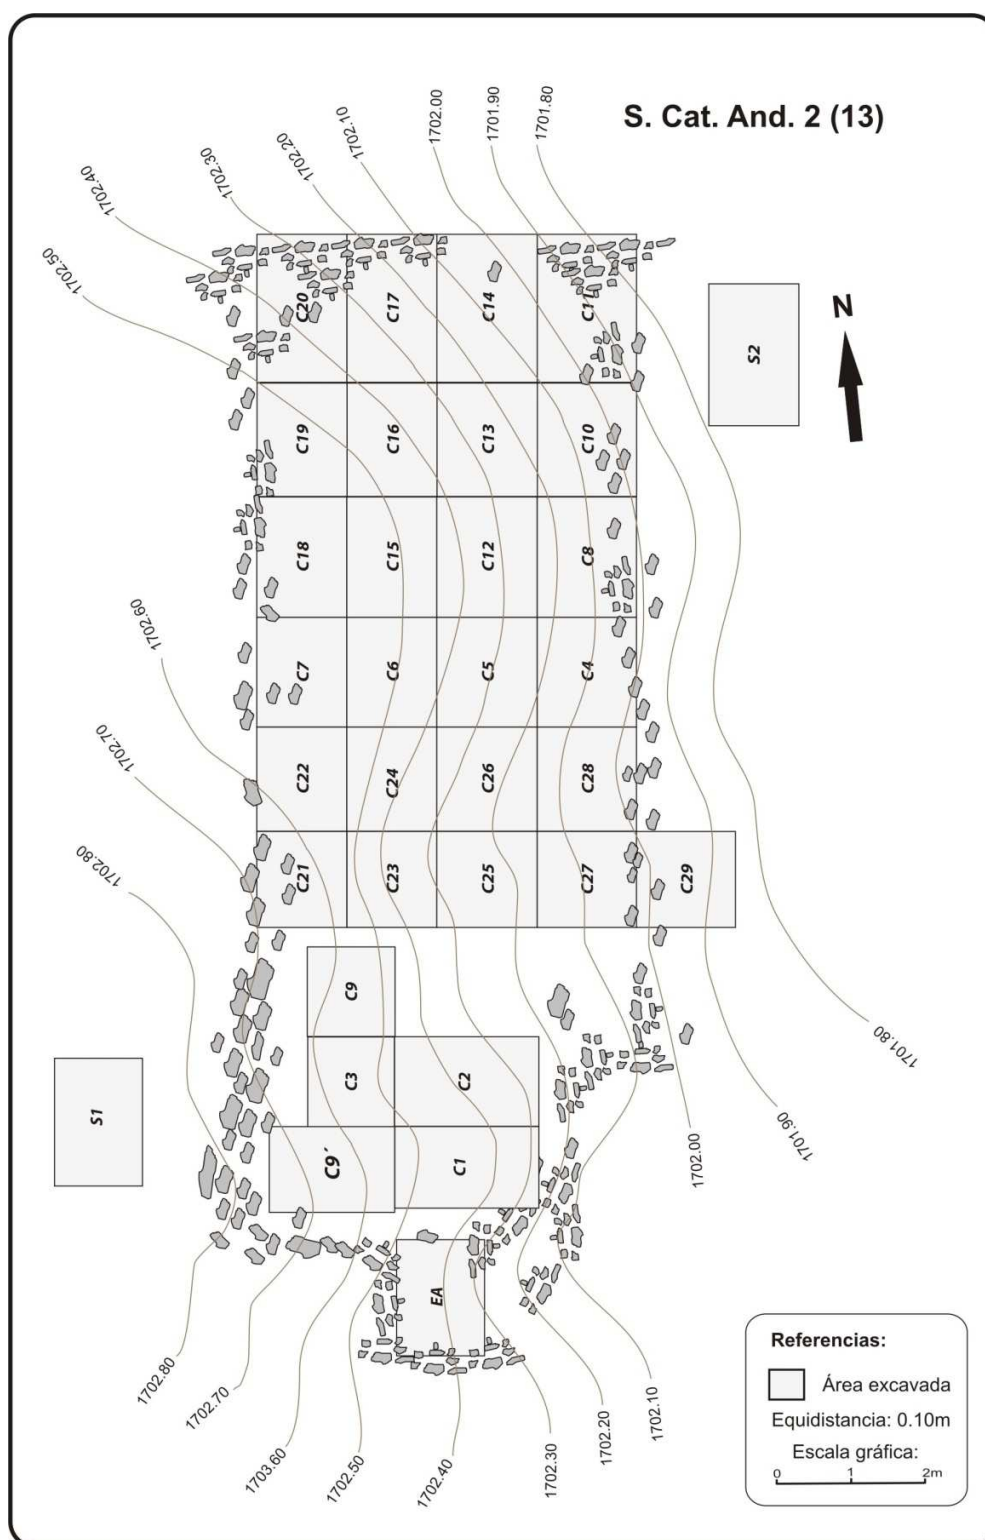 S. Cat. And. 2 (13)
1702.50
1702.40
1702.30
1702.20
1702.10
1702.00
1701.90
1701.80
C20
C17
C14
C11
S2
N
C19
C16
C13
C10
C18
C15
C12
C8
1702.60
C7
C6
C5
C4
1702.70
C22
C24
C26
C28
1702.80
C21
C23
C25
C27
C29
C9
1701.80
S1
C3
C2
1701.90
C9´
C1
1702.00
EA
1702.80
1702.70
1703.60
1702.50
1702.40
1702.30
1702.20
1702.10
Referencias:
Área excavada
Equidistancia: 0.10m
Escala gráfica:
0 1 2m